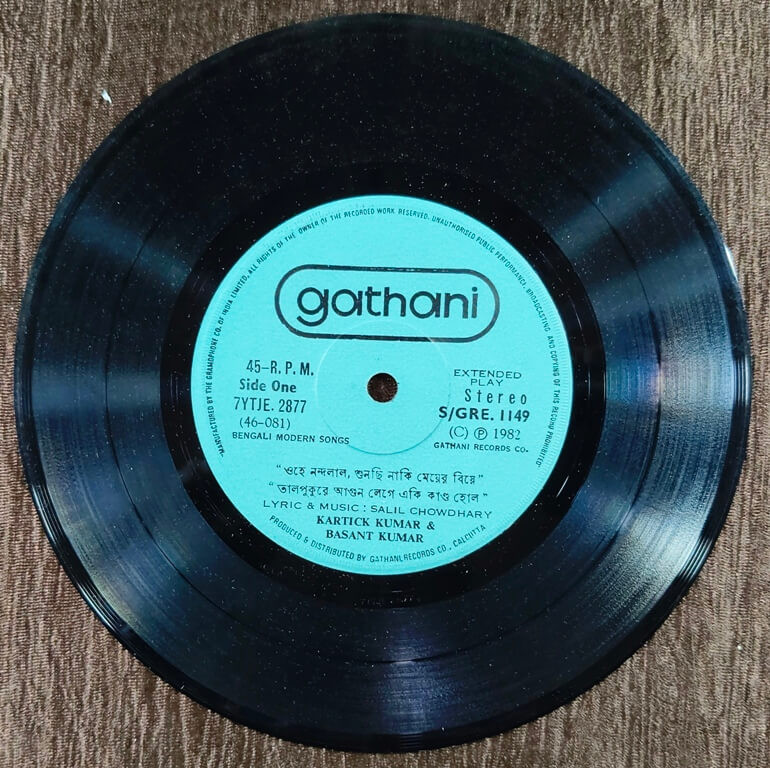 MANUFACTURED BY THE GRAMOPHONE CO. OF INDIA LIMITED. ALL RIGHTS OF THE OWNER OF THE RECORDED WORK RESERVED. UNAUTHORISED PUBLIC PERFORMANCE, BROADCASTING AND COPYING OF THIS RECORD PROHIBITED
gathani
45-R.P.M.
Side One
7YTJE. 2877
(46-081)
BENGALI MODERN SONGS
EXTENDED
PLAY
Stereo
S/GRE. 1149
(C) ℗ 1982
GATHANI RECORDS CO.
"ওহে নন্দলাল, শুনছি নাকি মেয়ের বিয়ে"
"তালপুকুরে আগুন লেগে একি কাণ্ড হোল"
LYRIC & MUSIC : SALIL CHOWDHARY
KARTICK KUMAR &
BASANT KUMAR
PRODUCED & DISTRIBUTED BY GATHANI RECORDS CO., CALCUTTA